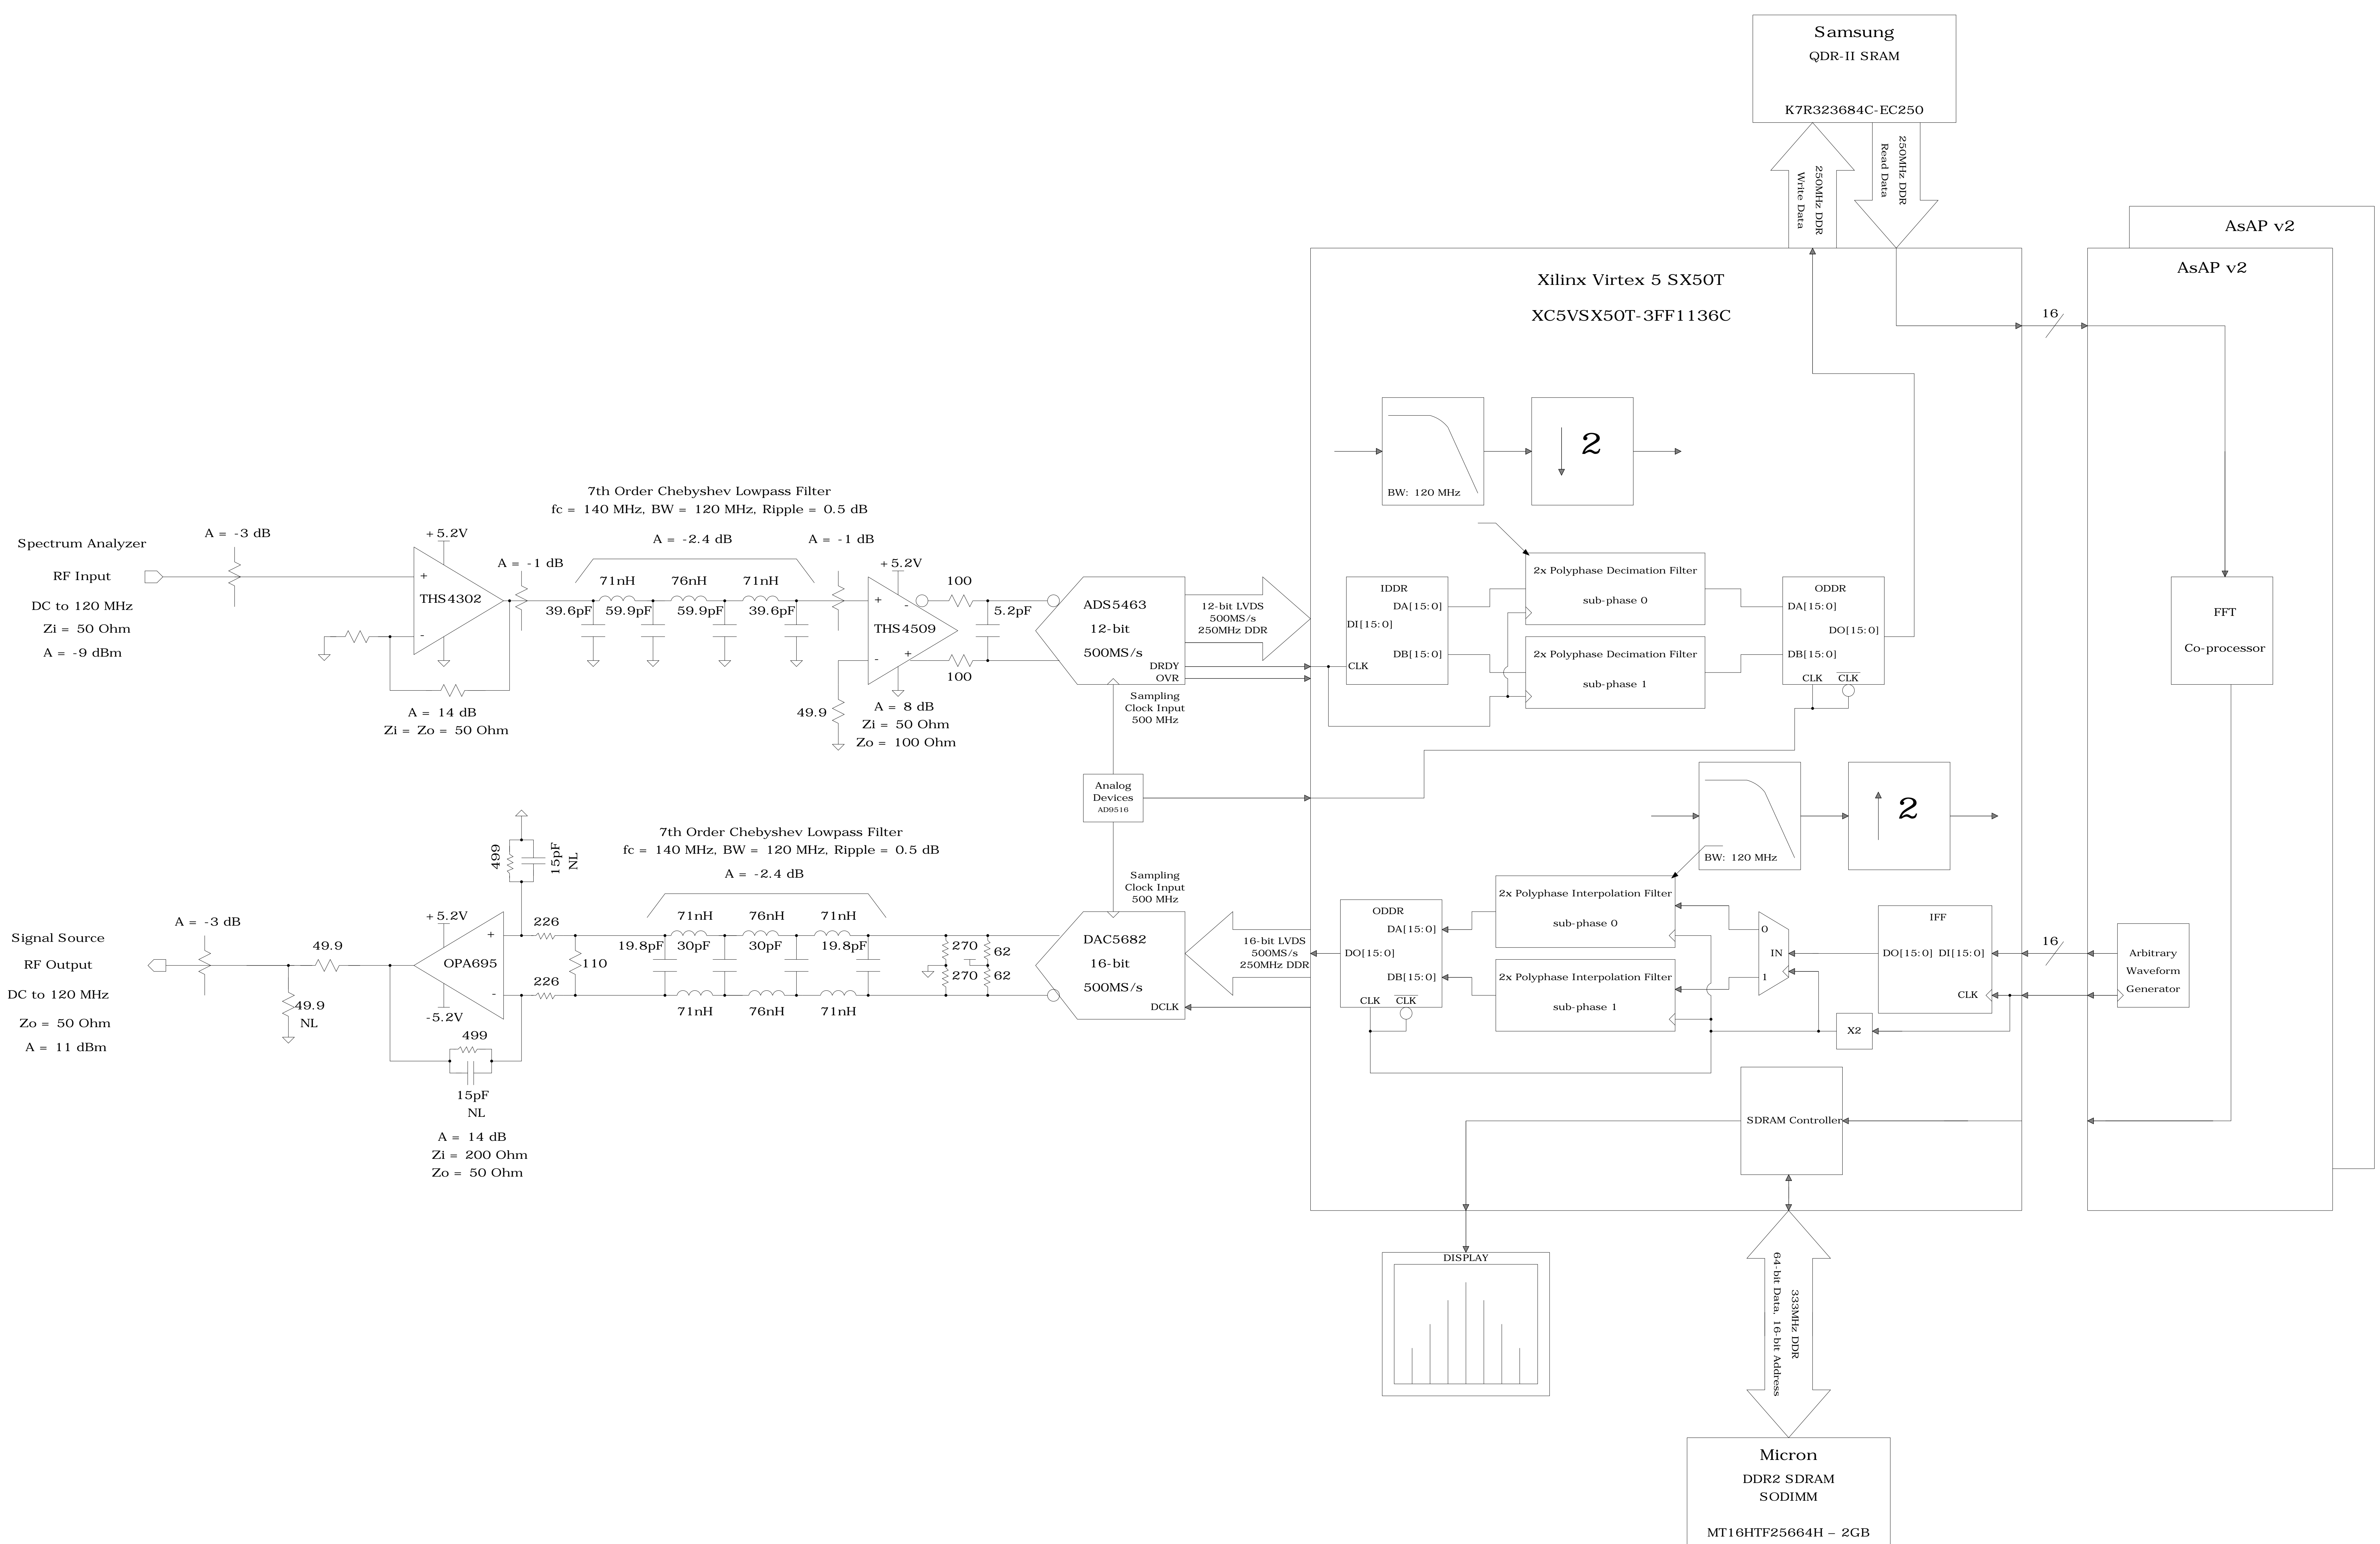 Samsung
QDR-II SRAM
K7R323684C-EC250
250MHz DDR
Write Data
250MHz DDR
Read Data
AsAP v2
AsAP v2
Xilinx Virtex 5 SX50T
XC5VSX50T-3FF1136C
16
2
BW: 120 MHz
7th Order Chebyshev Lowpass Filter
fc = 140 MHz, BW = 120 MHz, Ripple = 0.5 dB
A = -2.4 dB
Spectrum Analyzer
RF Input
DC to 120 MHz
Zi = 50 Ohm
A = -9 dBm
A = -3 dB
+5.2V
+
THS4302
-
A = 14 dB
Zi = Zo = 50 Ohm
A = -1 dB
71nH
76nH
71nH
39.6pF
59.9pF
59.9pF
39.6pF
A = -1 dB
+5.2V
+
-
THS4509
-
+
49.9
A = 8 dB
Zi = 50 Ohm
Zo = 100 Ohm
100
100
5.2pF
ADS5463
12-bit
500MS/s
DRDY
OVR
Sampling
Clock Input
500 MHz
12-bit LVDS
500MS/s
250MHz DDR
IDDR
DA[15:0]
DI[15:0]
DB[15:0]
CLK
2x Polyphase Decimation Filter
sub-phase 0
2x Polyphase Decimation Filter
sub-phase 1
ODDR
DA[15:0]
DO[15:0]
DB[15:0]
CLK
CLK
FFT
Co-processor
Analog
Devices
AD9516
2
BW: 120 MHz
7th Order Chebyshev Lowpass Filter
fc = 140 MHz, BW = 120 MHz, Ripple = 0.5 dB
A = -2.4 dB
Signal Source
RF Output
DC to 120 MHz
Zo = 50 Ohm
A = 11 dBm
A = -3 dB
49.9
49.9
NL
499
15pF
NL
+5.2V
+
OPA695
-
-5.2V
499
15pF
NL
A = 14 dB
Zi = 200 Ohm
Zo = 50 Ohm
226
226
110
71nH
76nH
71nH
19.8pF
30pF
30pF
19.8pF
71nH
76nH
71nH
270
62
270
62
Sampling
Clock Input
500 MHz
DAC5682
16-bit
500MS/s
DCLK
16-bit LVDS
500MS/s
250MHz DDR
ODDR
DA[15:0]
DO[15:0]
DB[15:0]
CLK
CLK
2x Polyphase Interpolation Filter
sub-phase 0
2x Polyphase Interpolation Filter
sub-phase 1
0
IN
1
IFF
DO[15:0] DI[15:0]
CLK
X2
16
Arbitrary
Waveform
Generator
SDRAM Controller
DISPLAY
333MHz DDR
64-bit Data, 16-bit Address
Micron
DDR2 SDRAM
SODIMM
MT16HTF25664H – 2GB